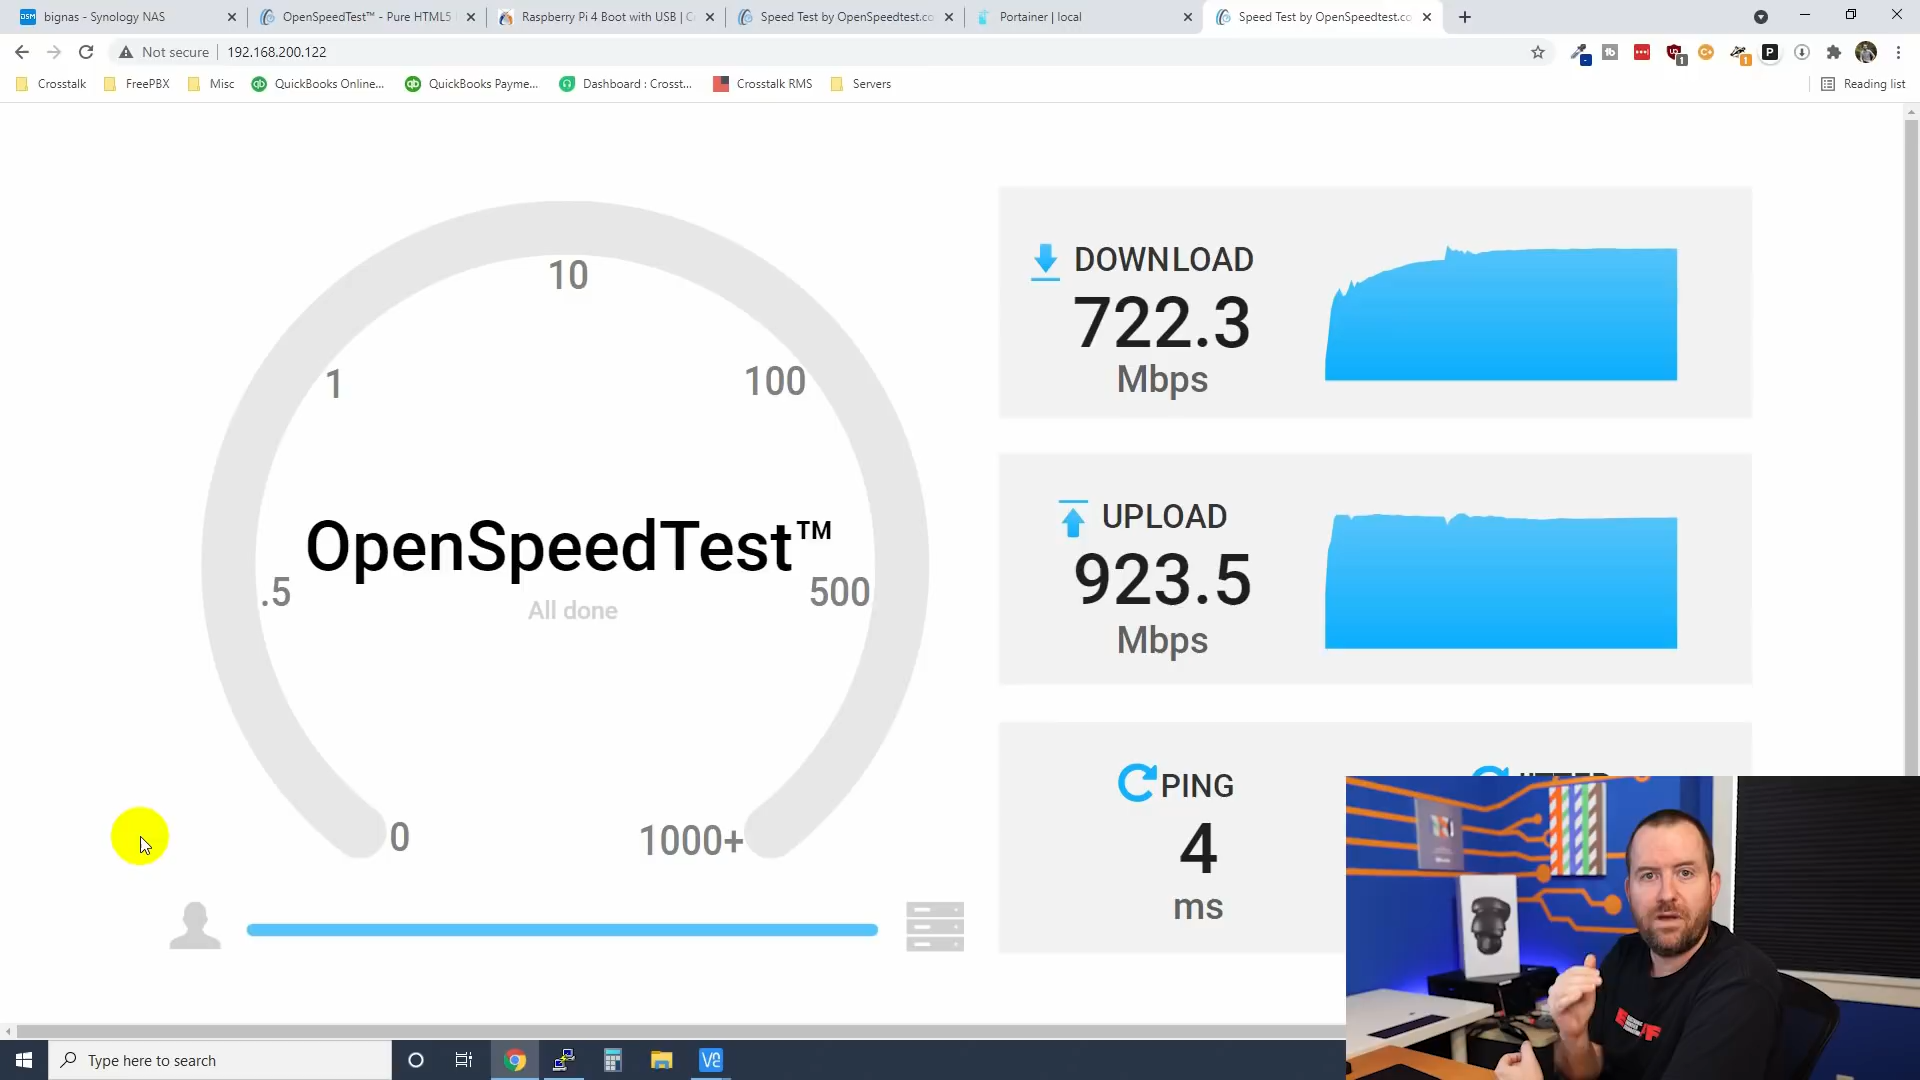 bignas - Synology NAS
OpenSpeedTest™ - Pure HTML5
Raspberry Pi 4 Boot with USB | C
Speed Test by OpenSpeedtest.co
Portainer | local
Speed Test by OpenSpeedtest.co
Not secure
192.168.200.122
Crosstalk
FreePBX
Misc
QuickBooks Online...
QuickBooks Payme...
Dashboard : Crosst...
Crosstalk RMS
Servers
Reading list
10
1
100
OpenSpeedTest™
.5
500
All done
0
1000+
DOWNLOAD
722.3
Mbps
UPLOAD
923.5
Mbps
PING
4
ms
Type here to search